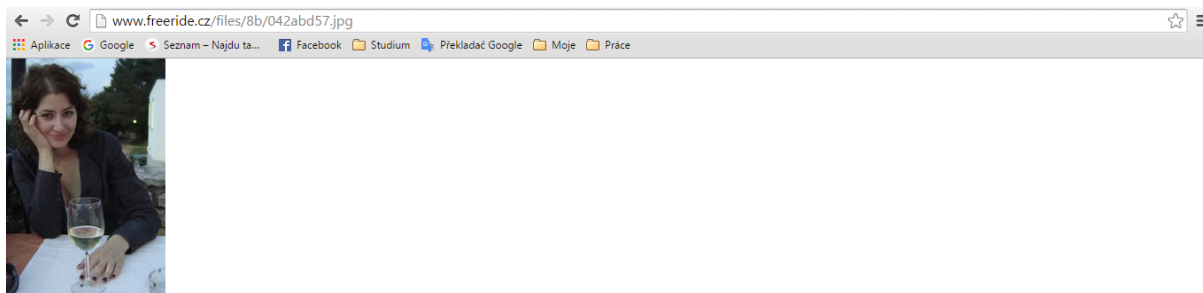 www.freeride.cz/files/8b/042abd57.jpg
Aplikace Google Seznam – Najdu ta... Facebook Studium Překladač Google Moje Práce